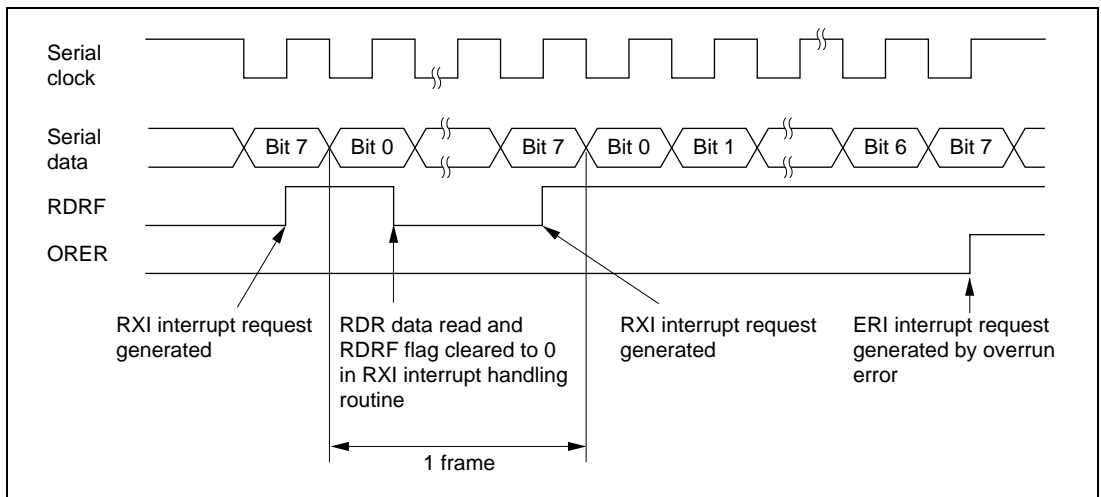 Serial
clock
Serial
data
Bit 7 Bit 0 Bit 7 Bit 0 Bit 1 Bit 6 Bit 7
RDRF
ORER
RXI interrupt request
generated
RDR data read and
RDRF flag cleared to 0
in RXI interrupt handling
routine
RXI interrupt request
generated
ERI interrupt request
generated by overrun
error
1 frame